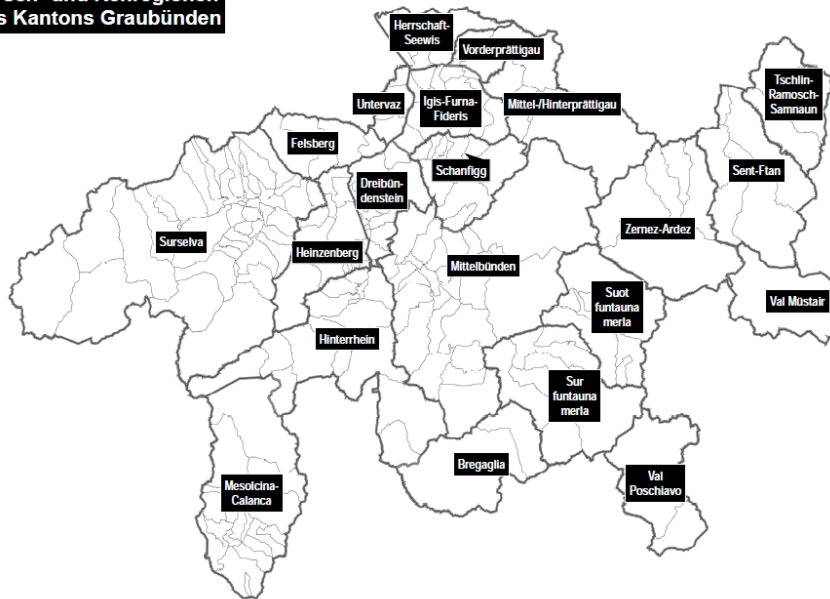 s Kantons Graubünden
Herrschaft-
Seewis
Vorderprättigau
Tschlin-
Ramosch-
Samnaun
Untervaz
Igis-Furna-
Fideris
Mittel-/Hinterprättigau
Felsberg
Schanfigg
Sent-Ftan
Dreibün-
denstein
Surselva
Heinzenberg
Zernez-Ardez
Mittelbünden
Suot
funtauna
merla
Val Müstair
Hinterrhein
Sur
funtauna
merla
Bregaglia
Mesolcina-
Calanca
Val
Poschiavo